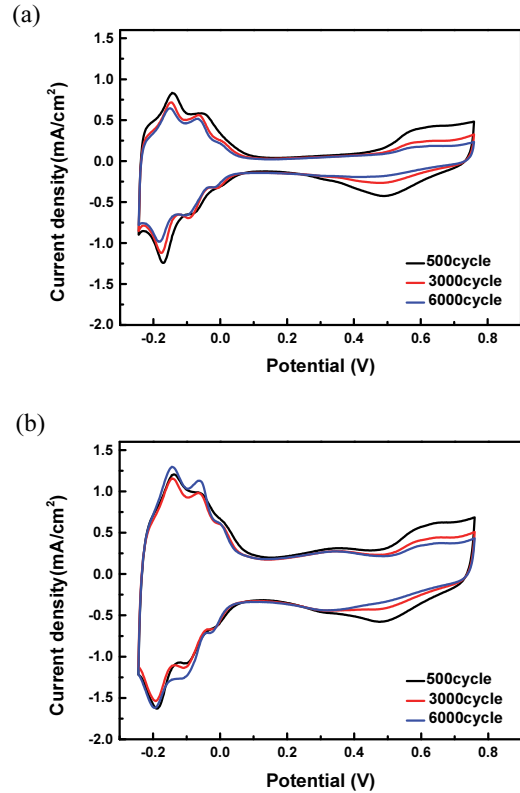 (a)
1.5
1.0
0.5
0.0
-0.5
-1.0
-1.5
-2.0
Current density(mA/cm²)
500cycle
3000cycle
6000cycle
-0.2 0.0 0.2 0.4 0.6 0.8
Potential (V)
(b)
1.5
1.0
0.5
0.0
-0.5
-1.0
-1.5
-2.0
Current density(mA/cm²)
500cycle
3000cycle
6000cycle
-0.2 0.0 0.2 0.4 0.6 0.8
Potential (V)